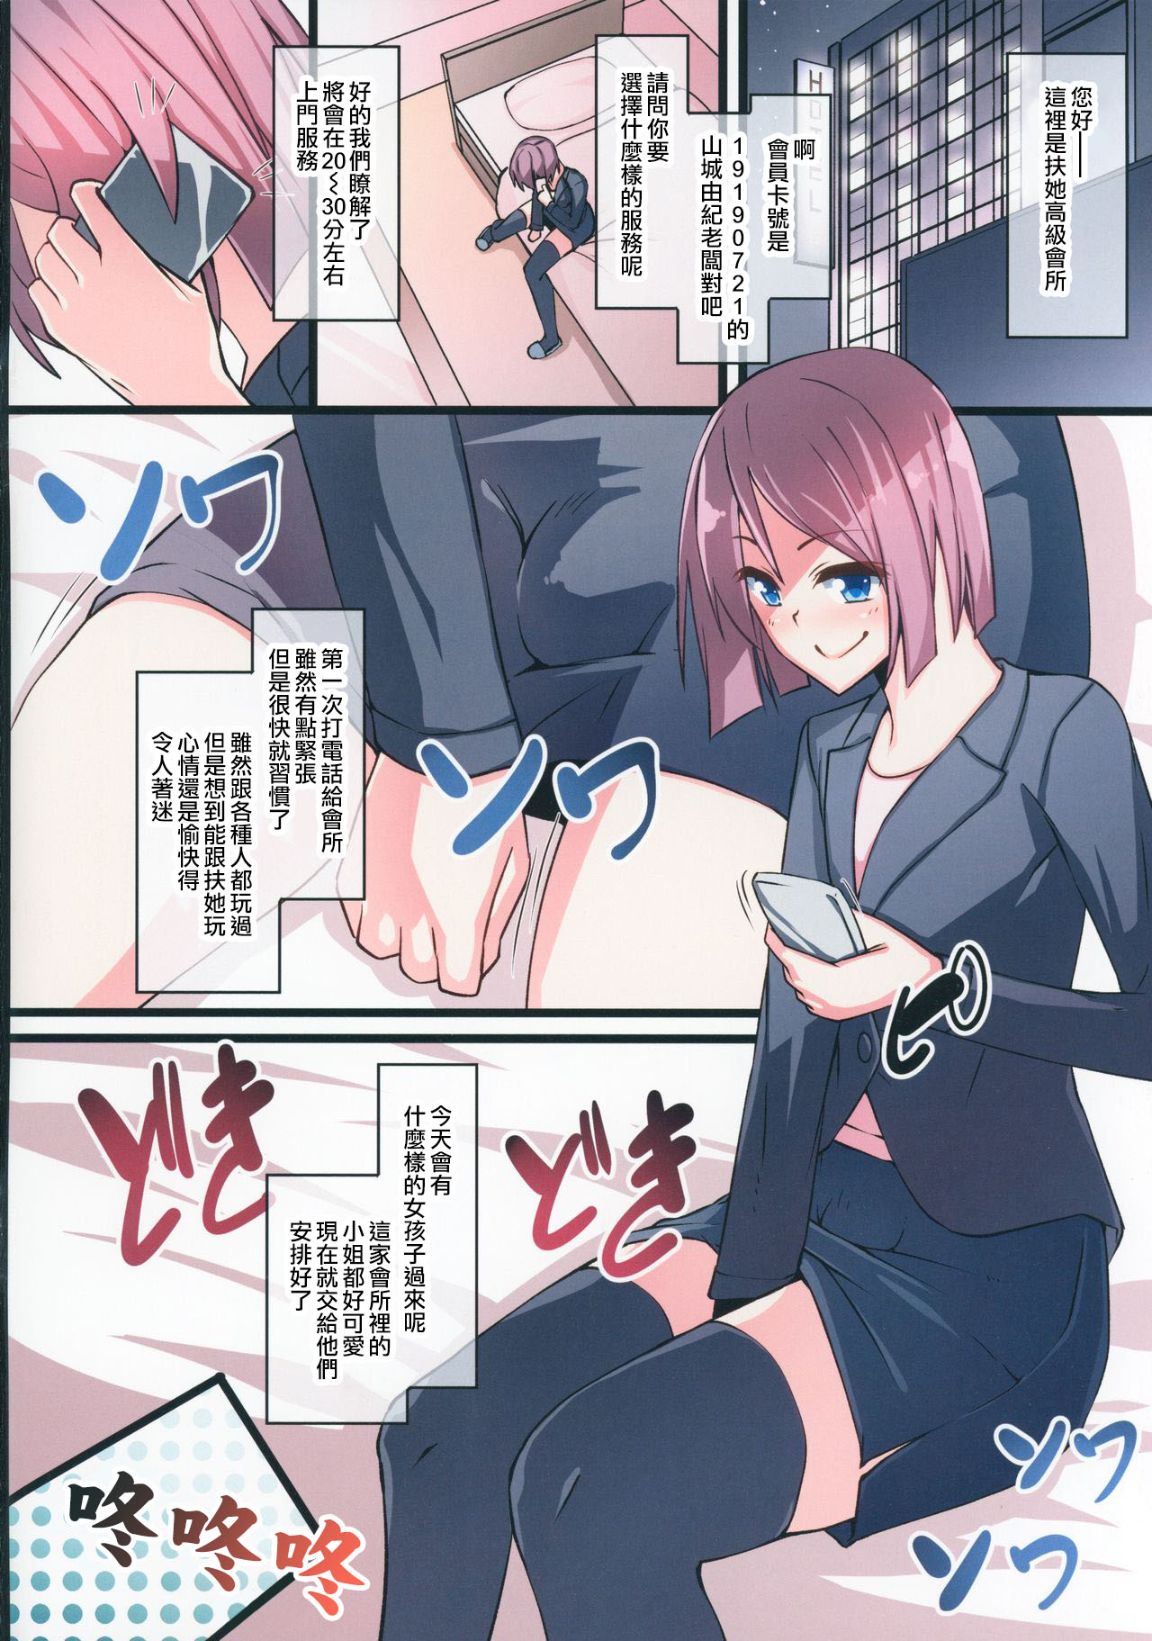 您好──
這裡是扶她高級會所
HOTEL
啊
會員卡號是
19190721的
山城由紀老闆對吧
請問你要
選擇什麼樣的服務呢
好的我們瞭解了
將會在20～30分左右
上門服務
ソワ
ソワ
第一次打電話給會所
雖然有點緊張
但是很快就習慣了
雖然跟各種人都玩過
但是想到能跟扶她玩
心情還是愉快得
令人著迷
ピ
どき
どき
今天會有
什麼樣的女孩子過來呢
這家會所裡的
小姐都好可愛
現在就交給他們
安排好了
ソワ
ソワ
咚咚咚